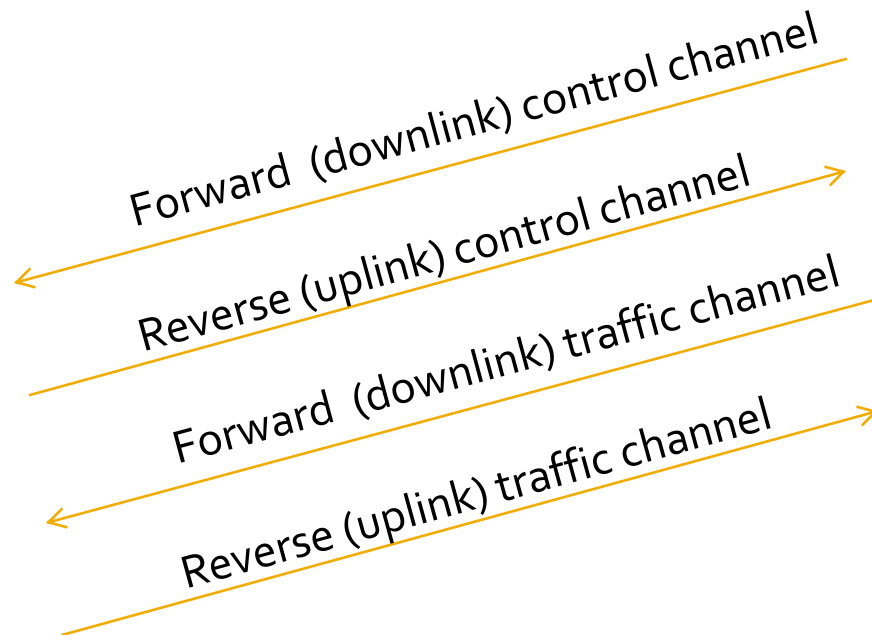 Forward (downlink) control channel
Reverse (uplink) control channel
Forward (downlink) traffic channel
Reverse (uplink) traffic channel